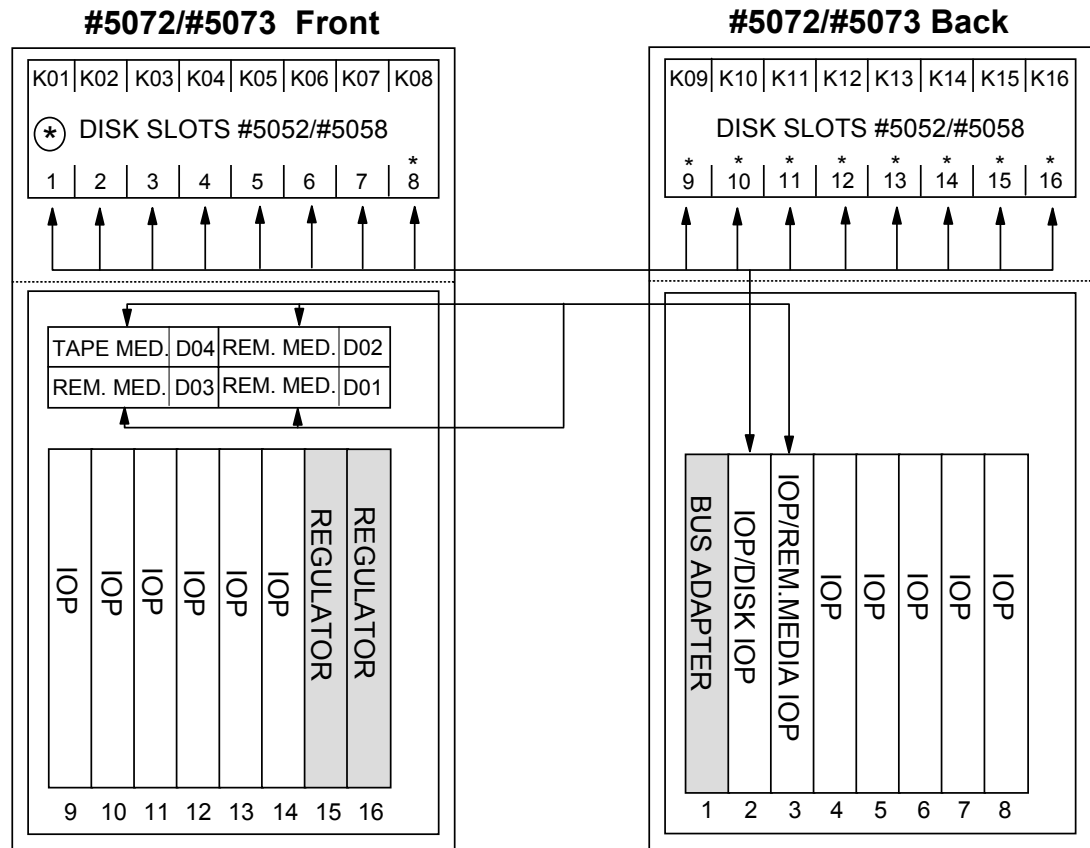 #5072/#5073 Front
K01 K02 K03 K04 K05 K06 K07 K08
* DISK SLOTS #5052/#5058
*
1 2 3 4 5 6 7 8
TAPE MED. D04 REM. MED. D02
REM. MED. D03 REM. MED. D01
IOP IOP IOP IOP IOP IOP REGULATOR REGULATOR
9 10 11 12 13 14 15 16
#5072/#5073 Back
K09 K10 K11 K12 K13 K14 K15 K16
DISK SLOTS #5052/#5058
* * * * * * * *
9 10 11 12 13 14 15 16
BUS ADAPTER IOP/DISK IOP IOP/REM.MEDIA IOP IOP IOP IOP IOP IOP
1 2 3 4 5 6 7 8